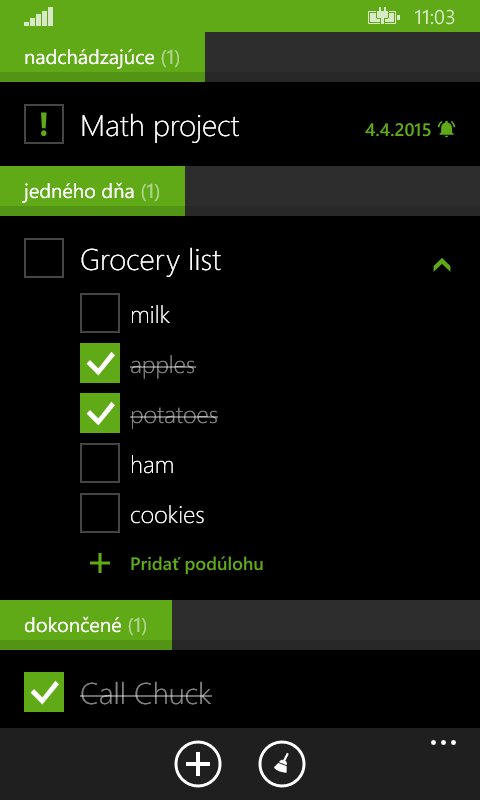 11:03
nadchádzajúce (1)
! Math project 4.4.2015
jedného dňa (1)
Grocery list
milk
apples
potatoes
ham
cookies
Pridať podúlohu
dokončené (1)
Call Chuck